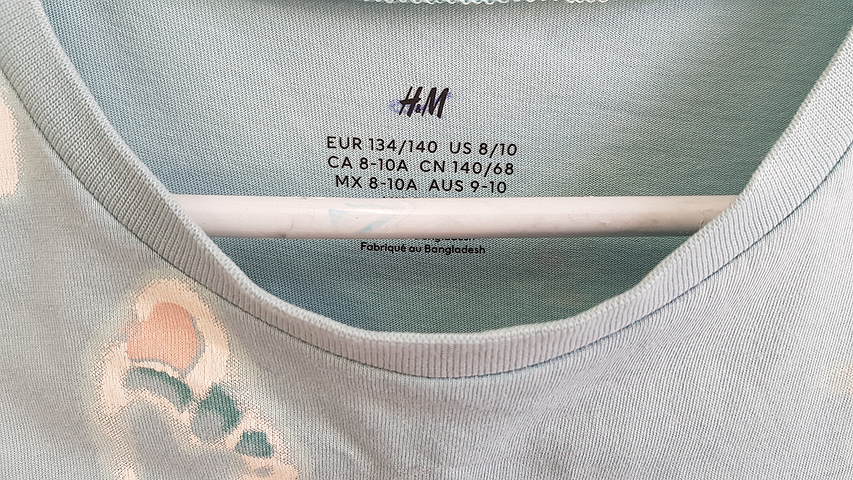 H&M
EUR 134/140 US 8/10
CA 8-10A CN 140/68
MX 8-10A AUS 9-10
Fabriqué au Bangladesh